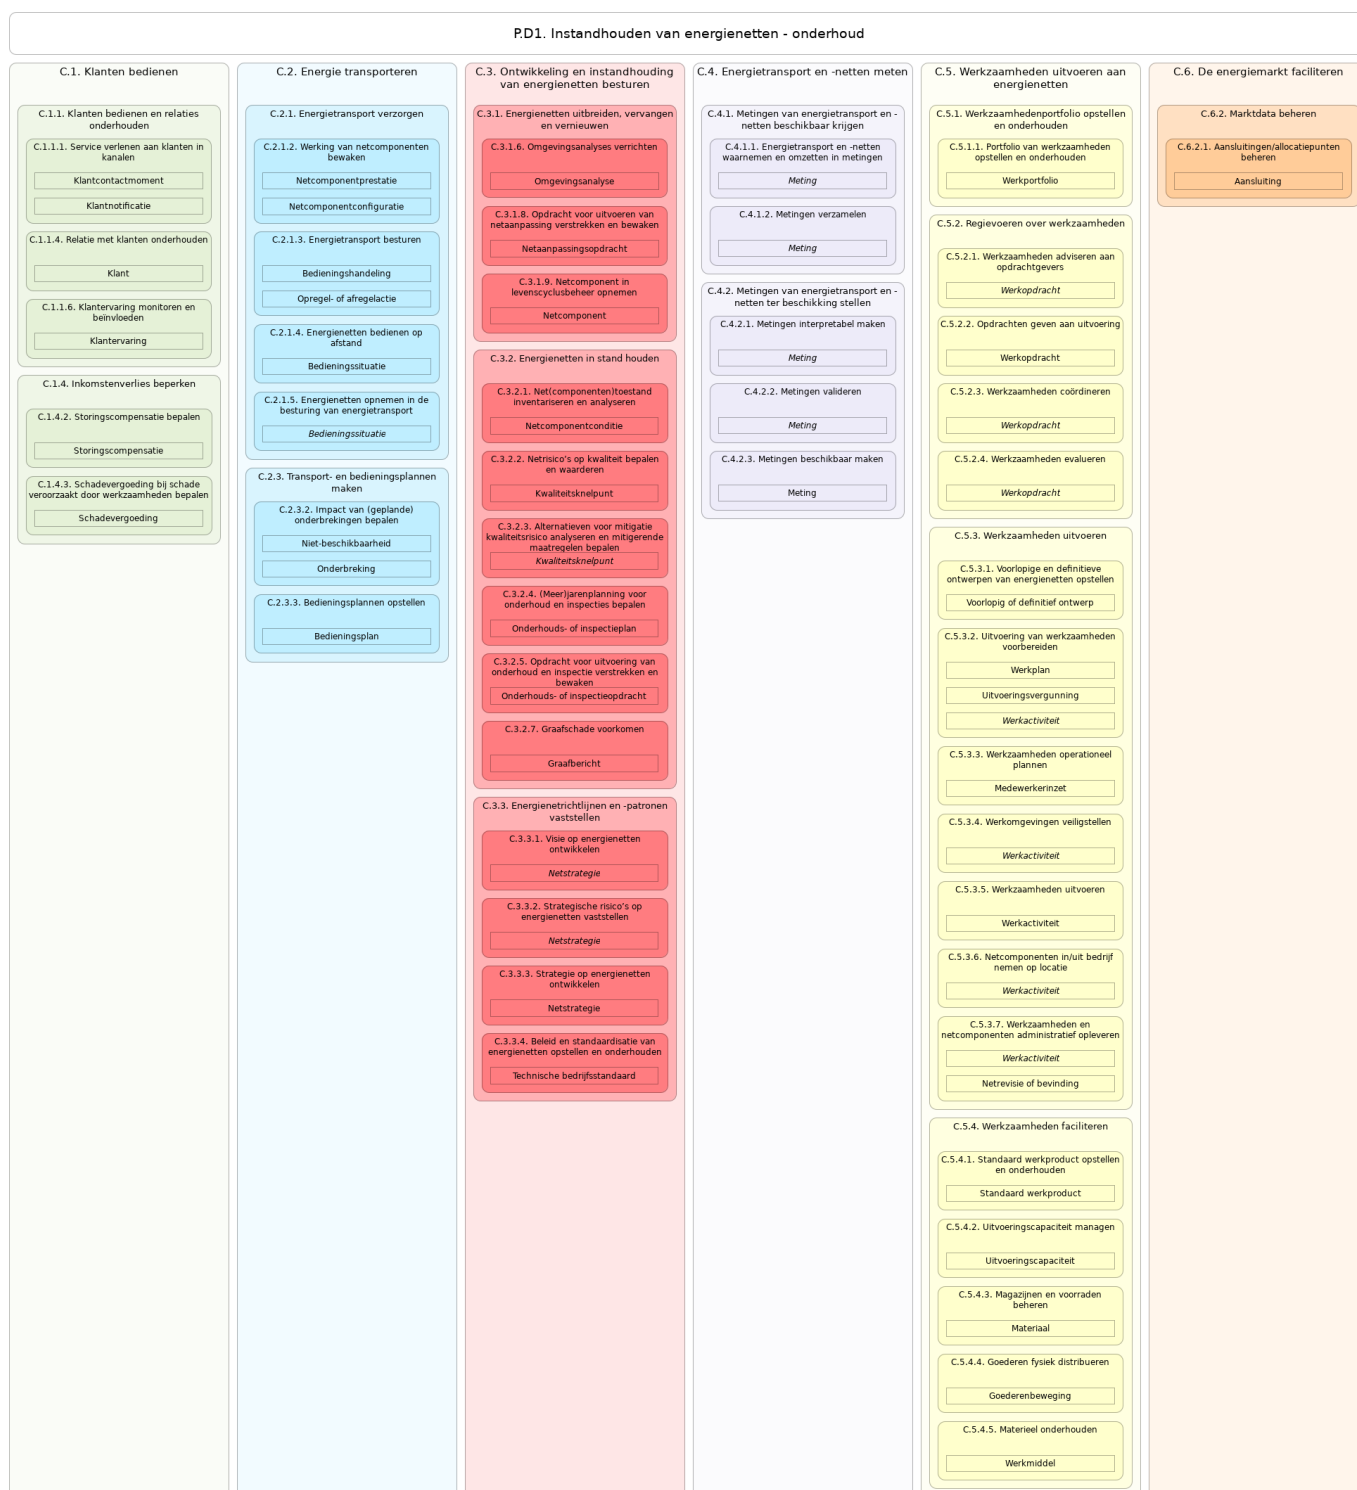 P.D1. Instandhouden van energienetten - onderhoud
C.1. Klanten bedienen
C.1.1. Klanten bedienen en relaties
onderhouden
C.1.1.1. Service verlenen aan klanten in
kanalen
Klantcontactmoment
Klantnotificatie
C.1.1.4. Relatie met klanten onderhouden
Klant
C.1.1.6. Klantervaring monitoren en
beïnvloeden
Klantervaring
C.1.4. Inkomstenverlies beperken
C.1.4.2. Storingscompensatie bepalen
Storingscompensatie
C.1.4.3. Schadevergoeding bij schade
veroorzaakt door werkzaamheden bepalen
Schadevergoeding
C.2. Energie transporteren
C.2.1. Energietransport verzorgen
C.2.1.2. Werking van netcomponenten
bewaken
Netcomponentprestatie
Netcomponentconfiguratie
C.2.1.3. Energietransport besturen
Bedieningshandeling
Opregel- of afregelactie
C.2.1.4. Energienetten bedienen op
afstand
Bedieningssituatie
C.2.1.5. Energienetten opnemen in de
besturing van energietransport
Bedieningssituatie
C.2.3. Transport- en bedieningsplannen
maken
C.2.3.2. Impact van (geplande)
onderbrekingen bepalen
Niet-beschikbaarheid
Onderbreking
C.2.3.3. Bedieningsplannen opstellen
Bedieningsplan
C.3. Ontwikkeling en instandhouding
van energienetten besturen
C.3.1. Energienetten uitbreiden, vervangen
en vernieuwen
C.3.1.6. Omgevingsanalyses verrichten
Omgevingsanalyse
C.3.1.8. Opdracht voor uitvoeren van
netaanpassing verstrekken en bewaken
Netaanpassingsopdracht
C.3.1.9. Netcomponent in
levenscyclusbeheer opnemen
Netcomponent
C.3.2. Energienetten in stand houden
C.3.2.1. Net(componenten)toestand
inventariseren en analyseren
Netcomponentconditie
C.3.2.2. Netrisico's op kwaliteit bepalen
en waarderen
Kwaliteitsknelpunt
C.3.2.3. Alternatieven voor mitigatie
kwaliteitsrisico analyseren en mitigerende
maatregelen bepalen
Kwaliteitsknelpunt
C.3.2.4. (Meer)jarenplanning voor
onderhoud en inspecties bepalen
Onderhouds- of inspectieplan
C.3.2.5. Opdracht voor uitvoering van
onderhoud en inspectie verstrekken en
bewaken
Onderhouds- of inspectieopdracht
C.3.2.7. Graafschade voorkomen
Graafbericht
C.3.3. Energienetrichtlijnen en -patronen
vaststellen
C.3.3.1. Visie op energienetten
ontwikkelen
Netstrategie
C.3.3.2. Strategische risico's op
energienetten vaststellen
Netstrategie
C.3.3.3. Strategie op energienetten
ontwikkelen
Netstrategie
C.3.3.4. Beleid en standaardisatie van
energienetten opstellen en onderhouden
Technische bedrijfsstandaard
C.4. Energietransport en -netten meten
C.4.1. Metingen van energietransport en -
netten beschikbaar krijgen
C.4.1.1. Energietransport en -netten
waarnemen en omzetten in metingen
Meting
C.4.1.2. Metingen verzamelen
Meting
C.4.2. Metingen van energietransport en -
netten ter beschikking stellen
C.4.2.1. Metingen interpretabel maken
Meting
C.4.2.2. Metingen valideren
Meting
C.4.2.3. Metingen beschikbaar maken
Meting
C.5. Werkzaamheden uitvoeren aan
energienetten
C.5.1. Werkzaamhedenportfolio opstellen
en onderhouden
C.5.1.1. Portfolio van werkzaamheden
opstellen en onderhouden
Werkportfolio
C.5.2. Regievoeren over werkzaamheden
C.5.2.1. Werkzaamheden adviseren aan
opdrachtgevers
Werkopdracht
C.5.2.2. Opdrachten geven aan uitvoering
Werkopdracht
C.5.2.3. Werkzaamheden coördineren
Werkopdracht
C.5.2.4. Werkzaamheden evalueren
Werkopdracht
C.5.3. Werkzaamheden uitvoeren
C.5.3.1. Voorlopige en definitieve
ontwerpen van energienetten opstellen
Voorlopig of definitief ontwerp
C.5.3.2. Uitvoering van werkzaamheden
voorbereiden
Werkplan
Uitvoeringsvergunning
Werkactiviteit
C.5.3.3. Werkzaamheden operationeel
plannen
Medewerkerinzet
C.5.3.4. Werkomgevingen veiligstellen
Werkactiviteit
C.5.3.5. Werkzaamheden uitvoeren
Werkactiviteit
C.5.3.6. Netcomponenten in/uit bedrijf
nemen op locatie
Werkactiviteit
C.5.3.7. Werkzaamheden en
netcomponenten administratief opleveren
Werkactiviteit
Netrevisie of bevinding
C.5.4. Werkzaamheden faciliteren
C.5.4.1. Standaard werkproduct opstellen
en onderhouden
Standaard werkproduct
C.5.4.2. Uitvoeringscapaciteit managen
Uitvoeringscapaciteit
C.5.4.3. Magazijnen en voorraden
beheren
Materiaal
C.5.4.4. Goederen fysiek distribueren
Goederenbeweging
C.5.4.5. Materieel onderhouden
Werkmiddel
C.6. De energiemarkt faciliteren
C.6.2. Marktdata beheren
C.6.2.1. Aansluitingen/allocatiepunten
beheren
Aansluiting